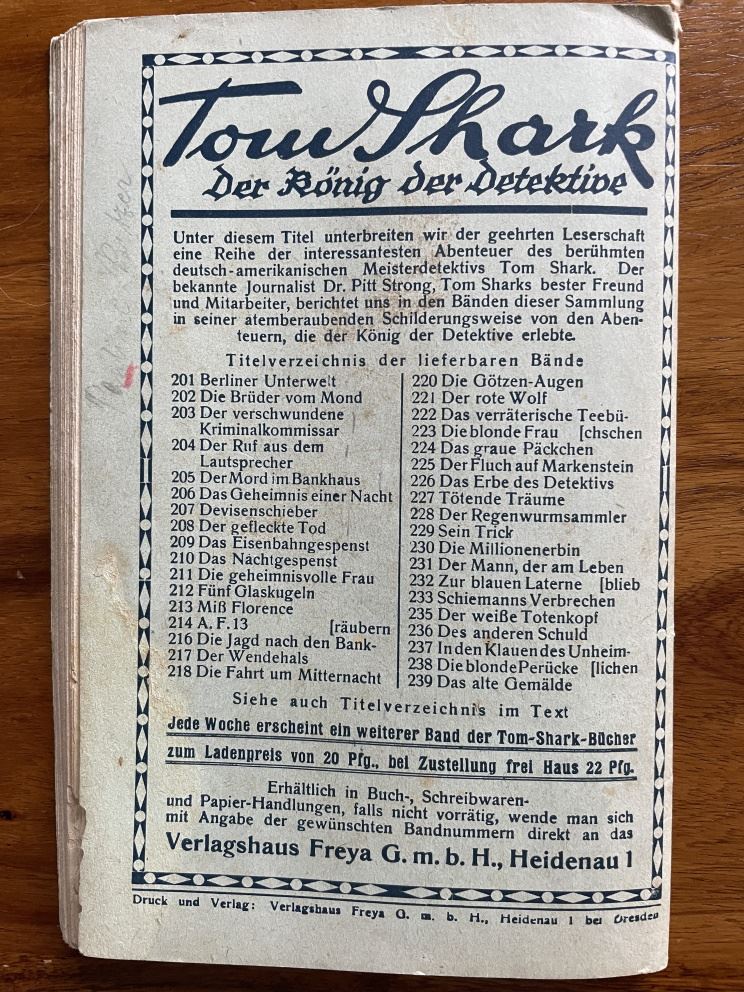 Tom Shark
Der König der Detektive
Unter diesem Titel unterbreiten wir der geehrten Leserschaft
eine Reihe der interessantesten Abenteuer des berühmten
deutsch-amerikanischen Meisterdetektivs Tom Shark. Der
bekannte Journalist Dr. Pitt Strong, Tom Sharks bester Freund
und Mitarbeiter, berichtet uns in den Bänden dieser Sammlung
in seiner atemberaubenden Schilderungsweise von den Aben-
teuern, die der König der Detektive erlebte.
Titelverzeichnis der lieferbaren Bände
201 Berliner Unterwelt
202 Die Brüder vom Mond
203 Der verschwundene
Kriminalkommissar
204 Der Ruf aus dem
Lautsprecher
205 Der Mord im Bankhaus
206 Das Geheimnis einer Nacht
207 Devisenschieber
208 Der gefleckte Tod
209 Das Eisenbahngespenst
210 Das Nachtgespenst
211 Die geheimnisvolle Frau
212 Fünf Glaskugeln
213 Miß Florence
214 A. F. 13 [räubern
216 Die Jagd nach den Bank-
217 Der Wendehals
218 Die Fahrt um Mitternacht
220 Die Götzen-Augen
221 Der rote Wolf
222 Das verräterische Teebü-
223 Die blonde Frau [chschen
224 Das graue Päckchen
225 Der Fluch auf Markenstein
226 Das Erbe des Detektivs
227 Tötende Träume
228 Der Regenwurmsammler
229 Sein Trick
230 Die Millionenerbin
231 Der Mann, der am Leben
232 Zur blauen Laterne [blieb
233 Schiemanns Verbrechen
235 Der weiße Totenkopf
236 Des anderen Schuld
237 In den Klauen des Unheim-
238 Die blonde Perücke [lichen
239 Das alte Gemälde
Siehe auch Titelverzeichnis im Text
Jede Woche erscheint ein weiterer Band der Tom-Shark-Bücher
zum Ladenpreis von 20 Pfg., bei Zustellung frei Haus 22 Pfg.
Erhältlich in Buch-, Schreibwaren-
und Papier-Handlungen, falls nicht vorrätig, wende man sich
mit Angabe der gewünschten Bandnummern direkt an das
Verlagshaus Freya G. m. b. H., Heidenau 1
Druck und Verlag: Verlagshaus Freya G. m. b. H., Heidenau 1 bei Dresden